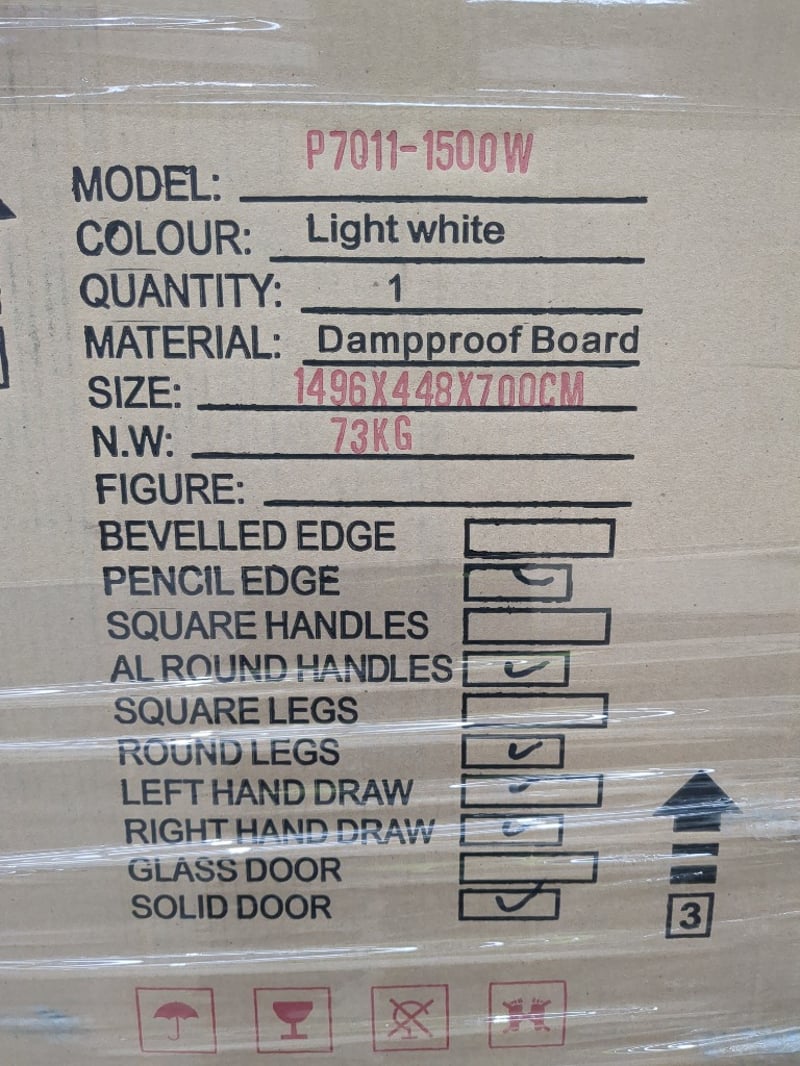 MODEL: P7011-1500W
COLOUR: Light white
QUANTITY: 1
MATERIAL: Dampproof Board
SIZE: 1496X448X700CM
N.W: 73KG
FIGURE:
BEVELLED EDGE
PENCIL EDGE
SQUARE HANDLES
AL ROUND HANDLES
SQUARE LEGS
ROUND LEGS
LEFT HAND DRAW
RIGHT HAND DRAW
GLASS DOOR
SOLID DOOR
3